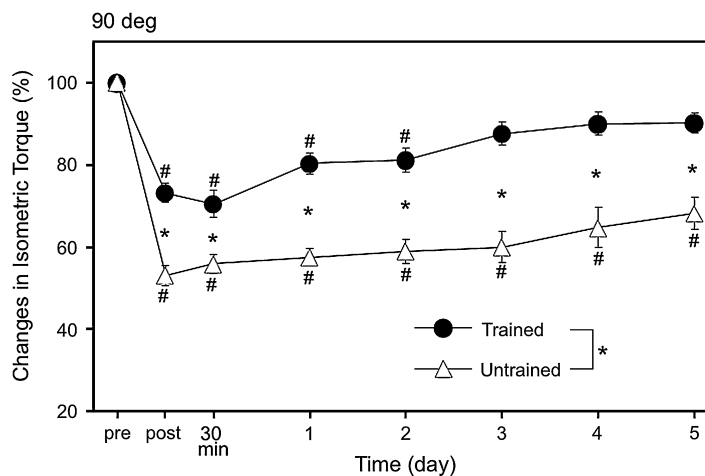 90 deg
Changes in Isometric Torque (%)
100
80
60
40
20
# # # #
* * * * * * *
# # # # # # #
Trained
Untrained
*
pre post 30 min 1 2 3 4 5
Time (day)